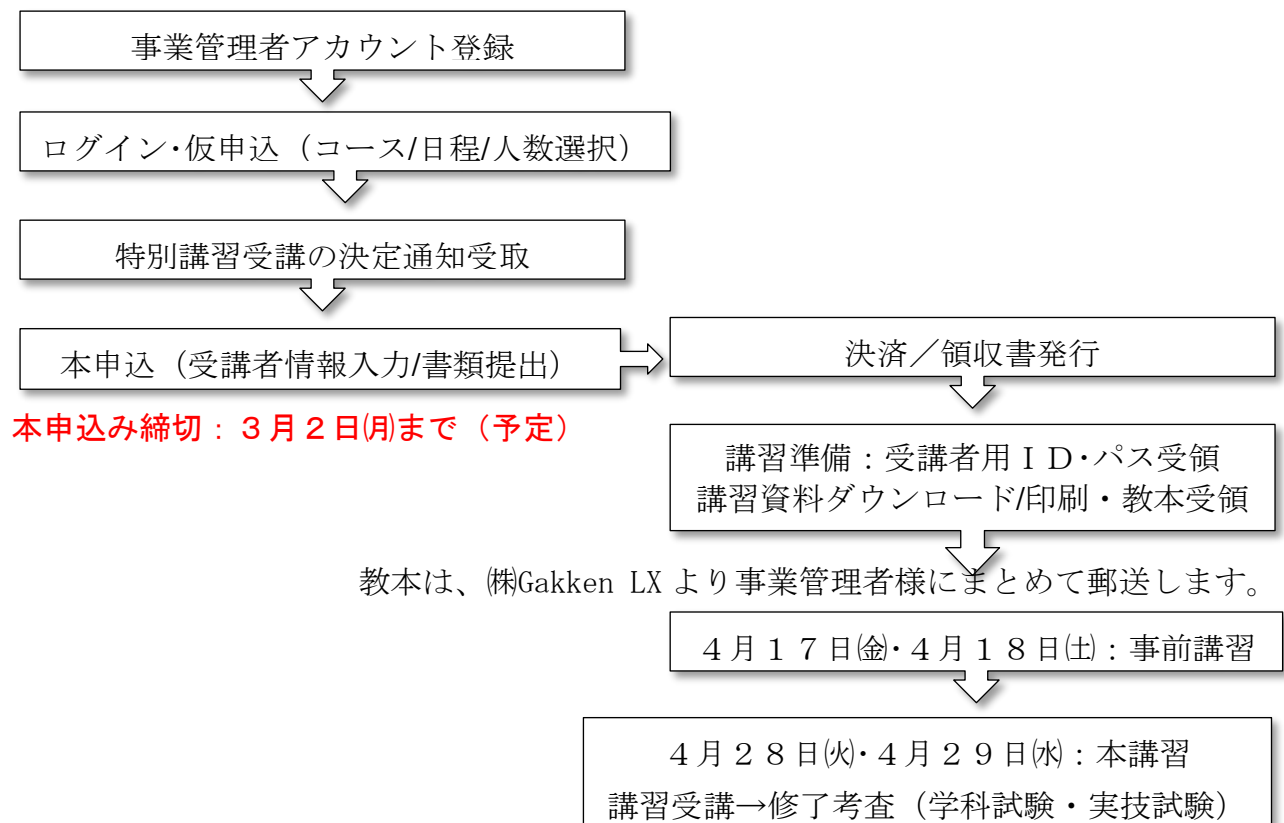 事業管理者アカウント登録
ログイン・仮申込（コース/日程/人数選択）
特別講習受講の決定通知受取
本申込（受講者情報入力/書類提出）
本申込み締切：３月２日㈪まで（予定）
決済／領収書発行
講習準備：受講者用ＩＤ・パス受領
講習資料ダウンロード/印刷・教本受領
教本は、㈱Gakken LX より事業管理者様にまとめて郵送します。
４月１７日㈮・４月１８日㈯：事前講習
４月２８日㈫・４月２９日㈬：本講習
講習受講→修了考査（学科試験・実技試験）